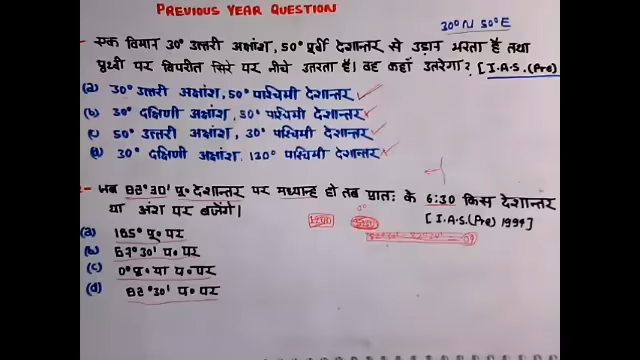 PREVIOUS YEAR QUESTION
30°N 50°E
एक विमान 30° उत्तरी अक्षांश, 50° पूर्वी देशान्तर से उड़ान भरता है तथा
पृथ्वी पर विपरीत सिरे पर नीचे उतरता है। वह कहाँ उतरेगा? [I.A.S.(Pre)
(a) 30° उत्तरी अक्षांश, 50° पश्चिमी देशान्तर
(b) 30° दक्षिणी अक्षांश, 50° पश्चिमी देशान्तर
(c) 50° उत्तरी अक्षांश, 30° पश्चिमी देशान्तर
(d) 30° दक्षिणी अक्षांश, 130° पश्चिमी देशान्तर
- जब 82°30' पू० देशान्तर पर मध्यान्ह हो तब प्रातः के 6:30 किस देशान्तर
या अंश पर बजेंगे। [I.A.S(Pre) 1994]
0°
12:00
(a) 165° पू० पर
(b) 67°30' प० पर
(c) 0° पू० या प० पर
(d) 82°30' प० पर